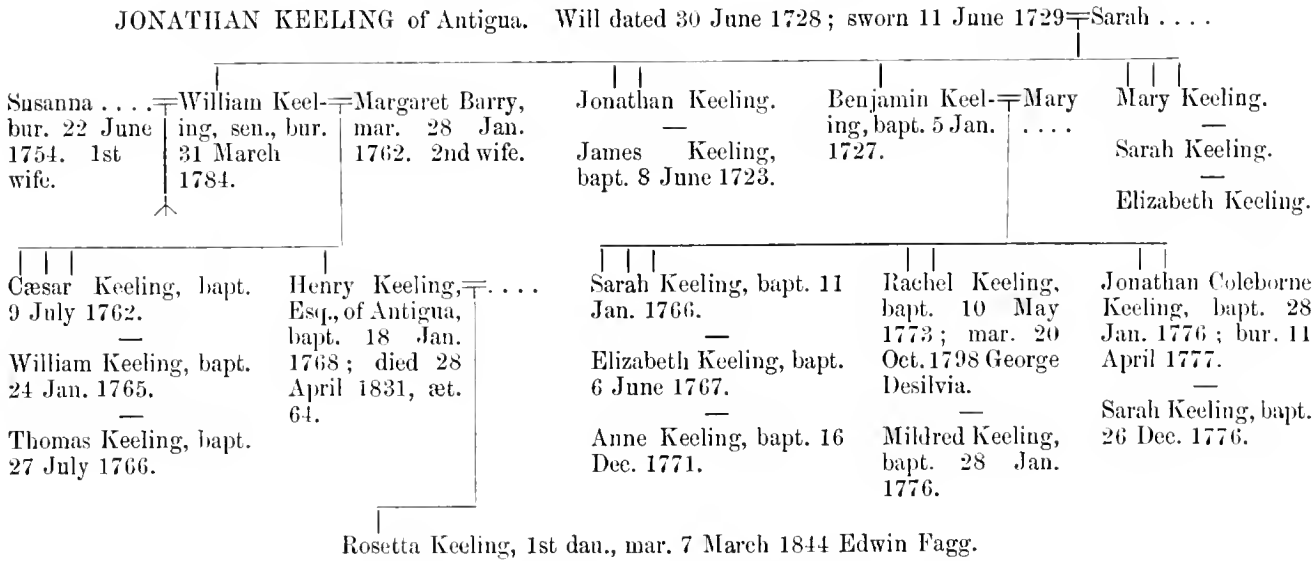 JONATHAN KEELING of Antigua. Will dated 30 June 1728; sworn 11 June 1729╤Sarah . . . .
Susanna . . . .╤William Keel-╤Margaret Barry,
bur. 22 June ing, sen., bur. mar. 28 Jan.
1754. 1st 31 March 1762. 2nd wife.
wife. 1784.
Jonathan Keeling.
—
James Keeling,
bapt. 8 June 1723.
Benjamin Keel-╤Mary
ing, bapt. 5 Jan. . . . .
1727.
Mary Keeling.
—
Sarah Keeling.
—
Elizabeth Keeling.
Cæsar Keeling, bapt.
9 July 1762.
—
William Keeling, bapt.
24 Jan. 1765.
—
Thomas Keeling, bapt.
27 July 1766.
Henry Keeling,╤. . . .
Esq., of Antigua,
bapt. 18 Jan.
1768; died 28
April 1831, æt.
64.
Sarah Keeling, bapt. 11
Jan. 1766.
—
Elizabeth Keeling, bapt.
6 June 1767.
—
Anne Keeling, bapt. 16
Dec. 1771.
Rachel Keeling,
bapt. 10 May
1773; mar. 20
Oct. 1798 George
Desilvia.
—
Mildred Keeling,
bapt. 28 Jan.
1776.
Jonathan Coleborne
Keeling, bapt. 28
Jan. 1776; bur. 11
April 1777.
—
Sarah Keeling, bapt.
26 Dec. 1776.
Rosetta Keeling, 1st dau., mar. 7 March 1844 Edwin Fagg.